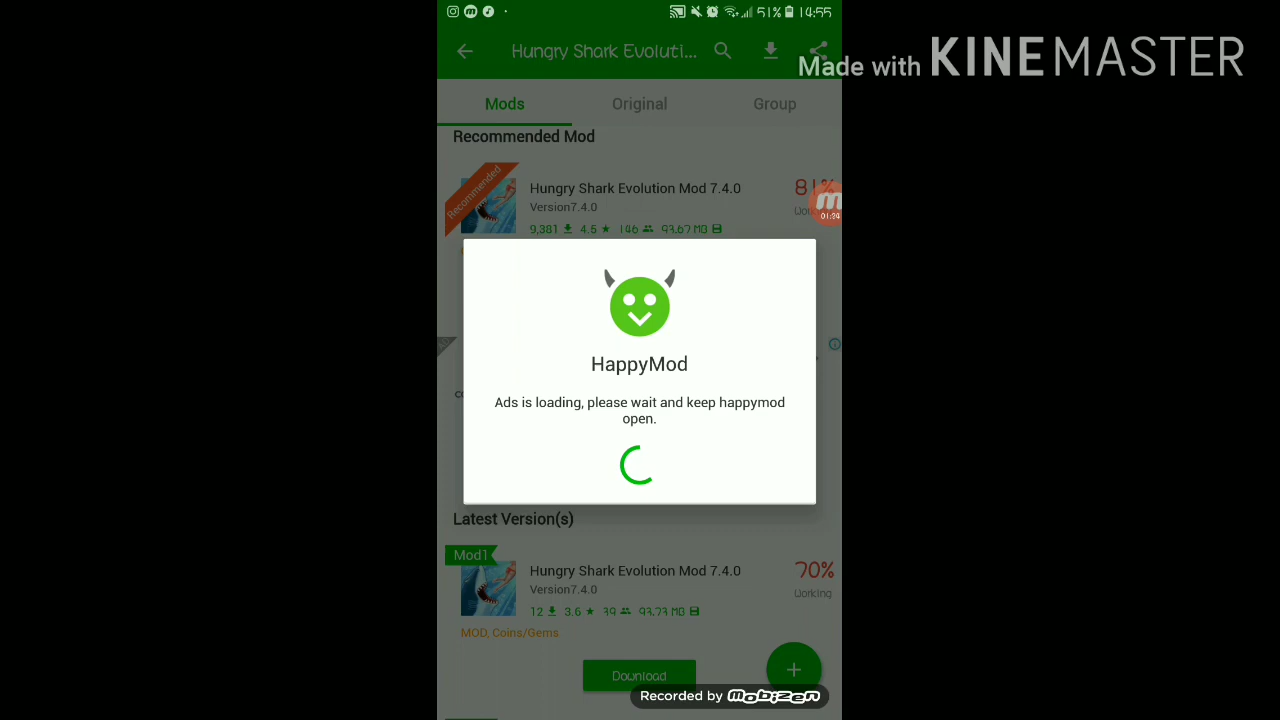 51% 14:55
Hungry Shark Evoluti...
Made with KINEMASTER
Mods Original Group
Recommended Mod
Recommended
Hungry Shark Evolution Mod 7.4.0
81%
Version7.4.0
9,381 4.5 146 93.67 MB
01:24
HappyMod
Ads is loading, please wait and keep happymod
open.
Latest Version(s)
Mod1
Hungry Shark Evolution Mod 7.4.0
70%
Version7.4.0
Working
12 3.6 39 93.73 MB
MOD, Coins/Gems
Download
Recorded by mobizen